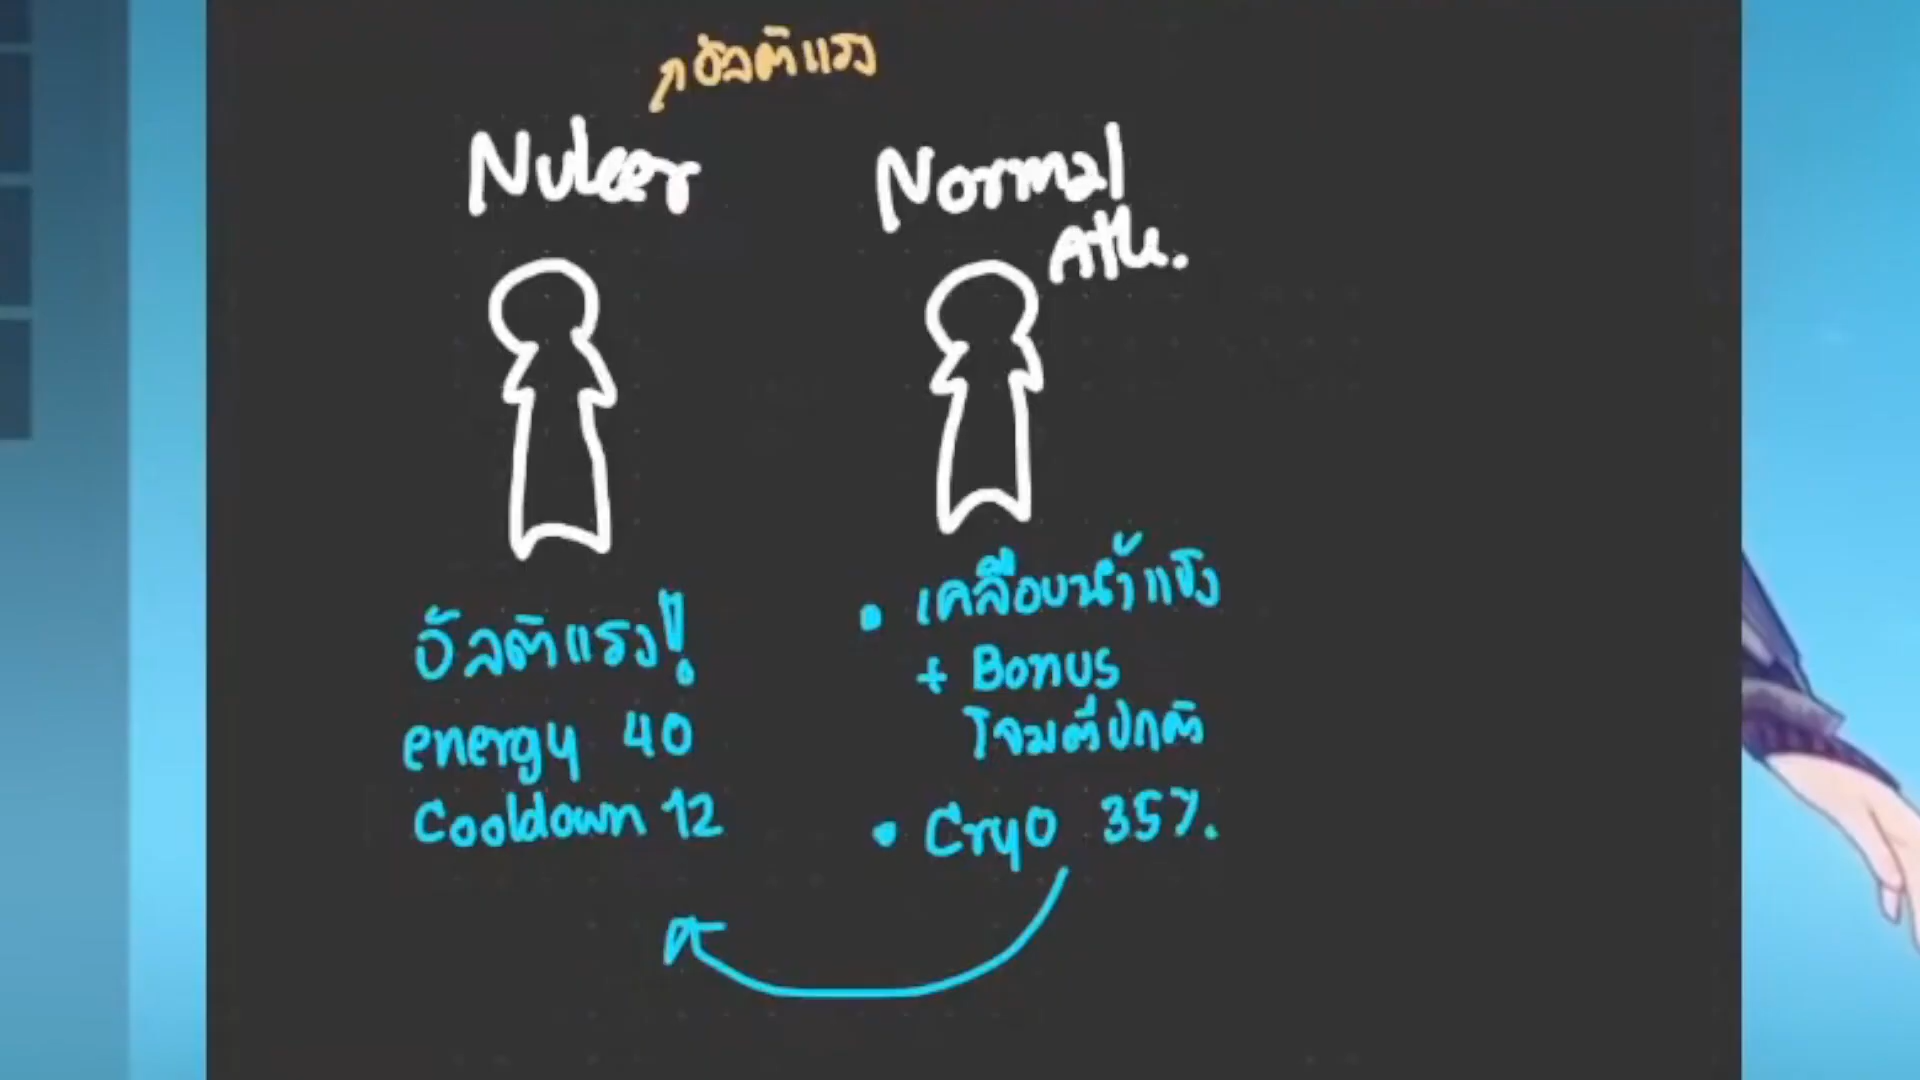 อัลติแรง
Nuker
Normal
Atk.
อัลติแรง!
energy 40
Cooldown 12
• เคลือบน้ำแข็ง
+ Bonus
โจมตีปกติ
• Cryo 35%.